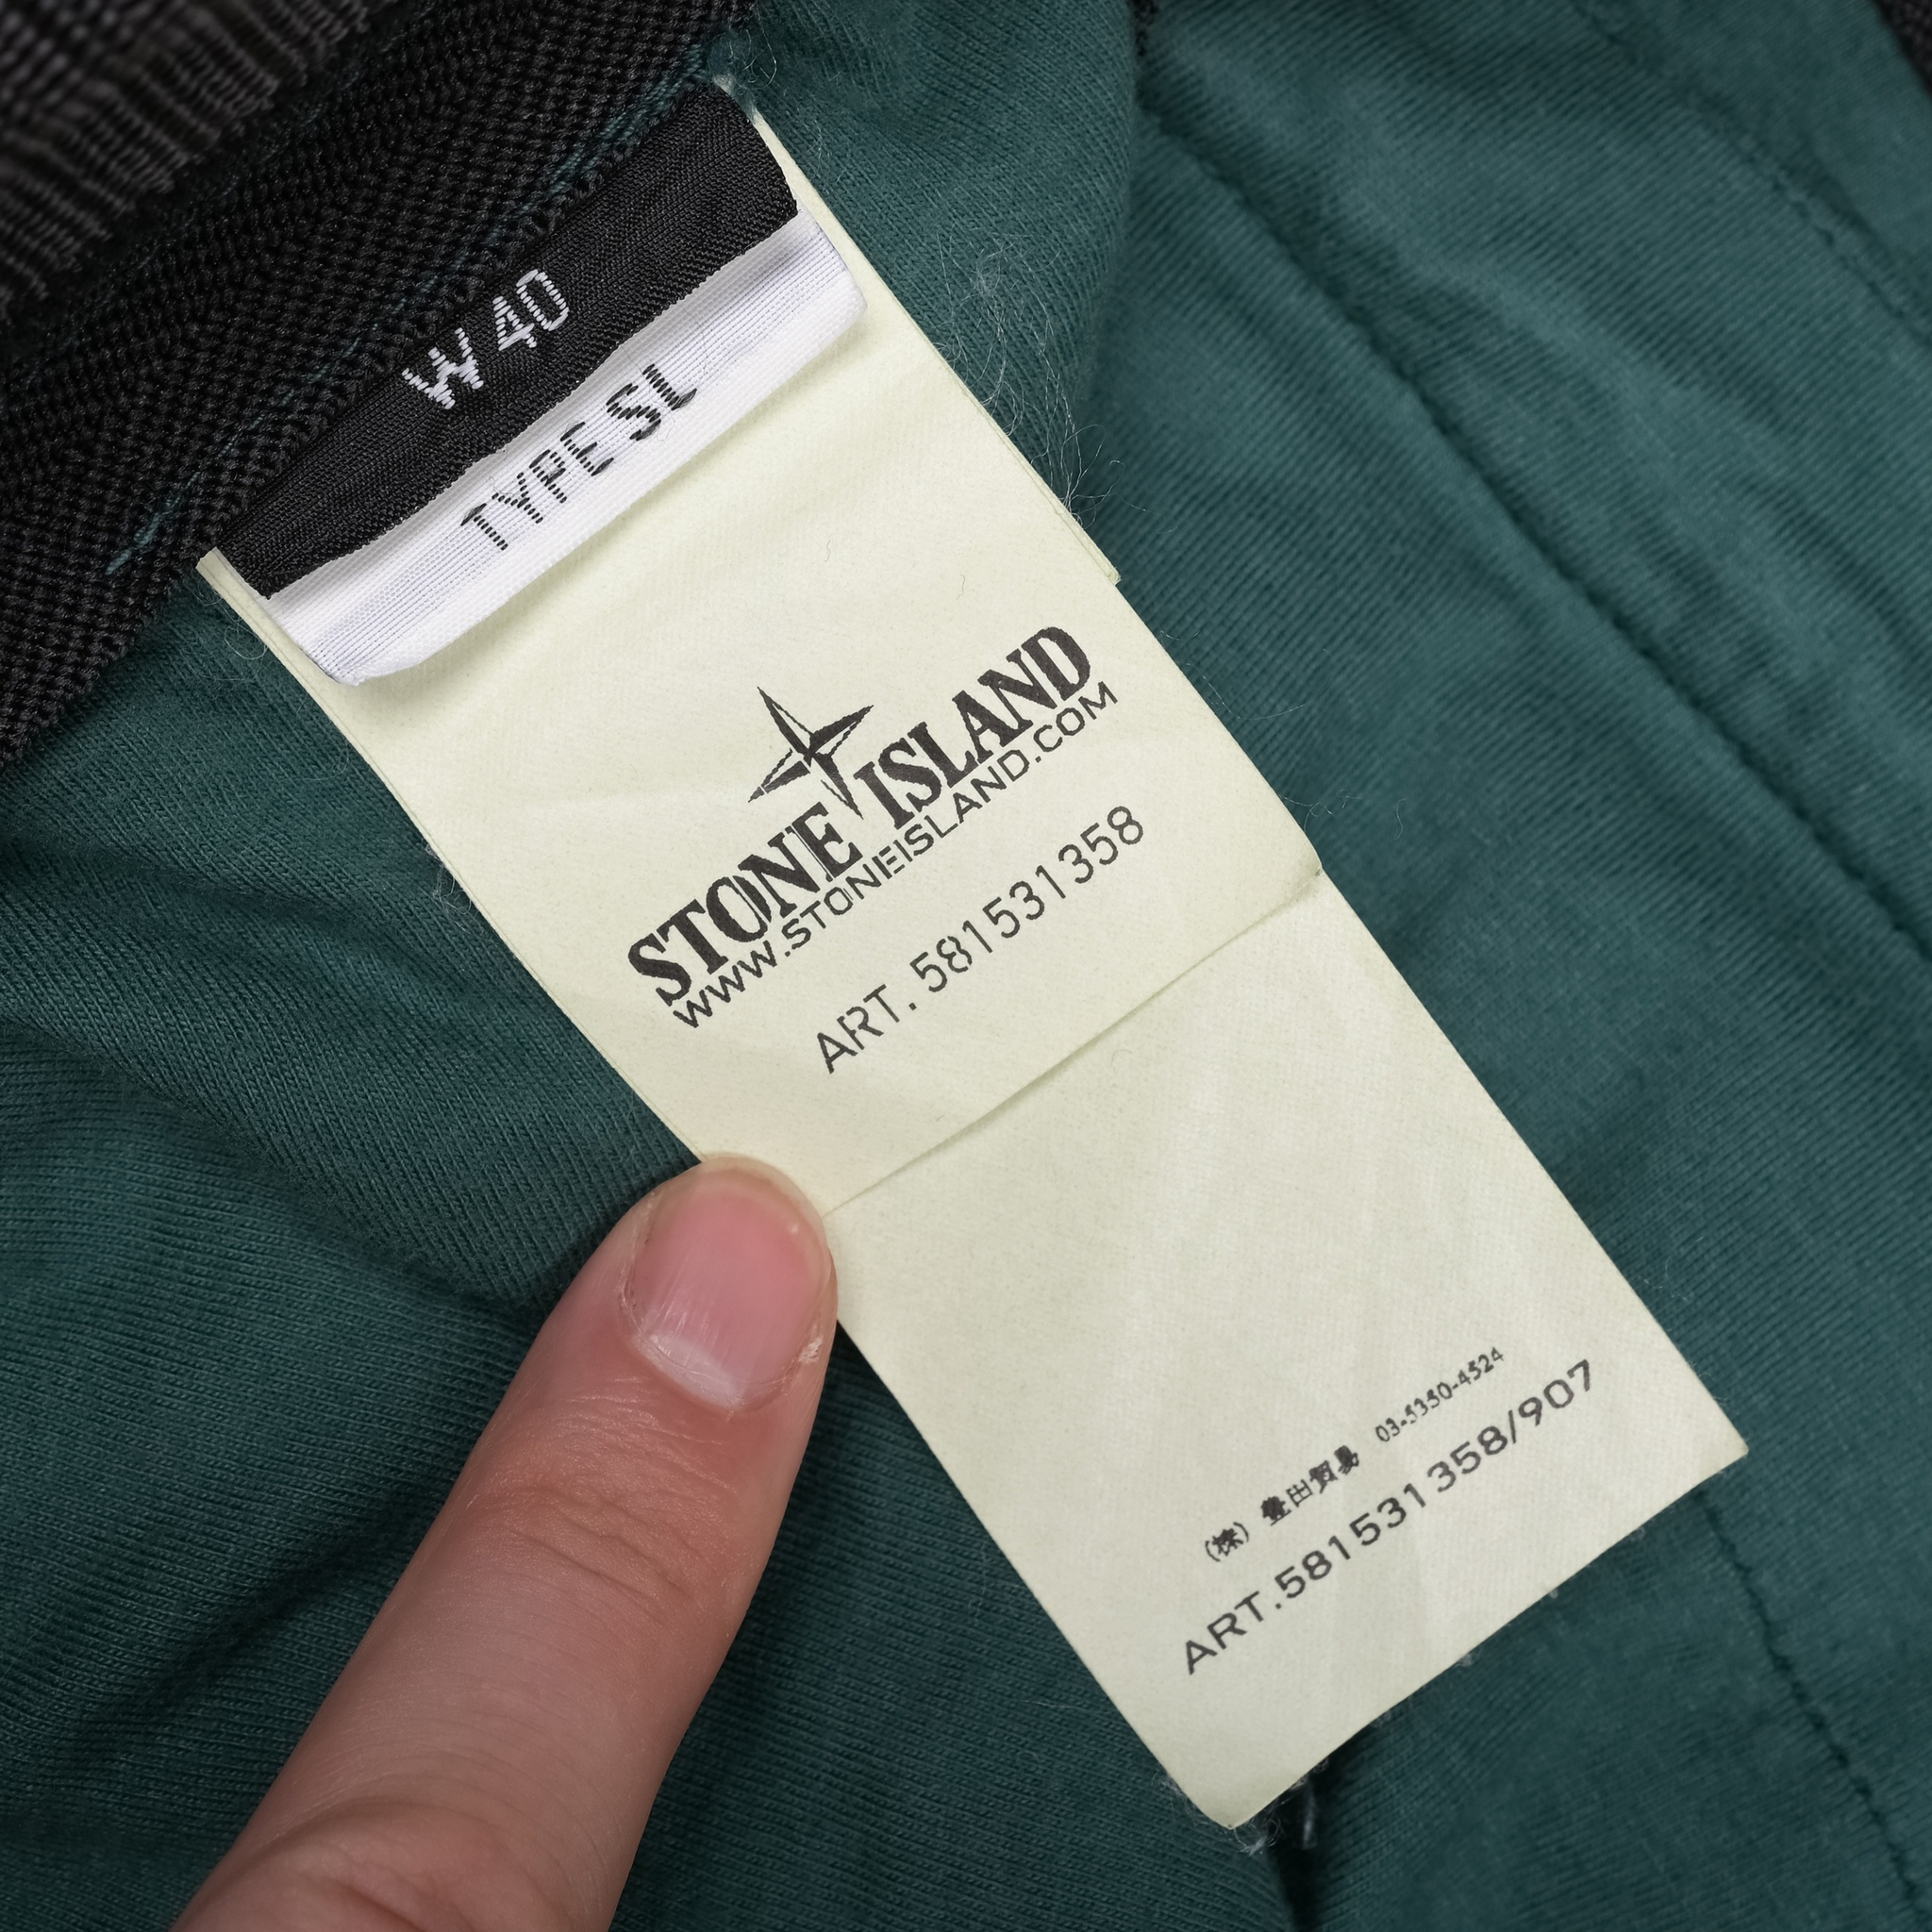 W 40
TYPE SL
STONE ISLAND
WWW.STONEISLAND.COM
ART. 581531358
(株) 豊田貿易 03-5350-4524
ART.581531358/907